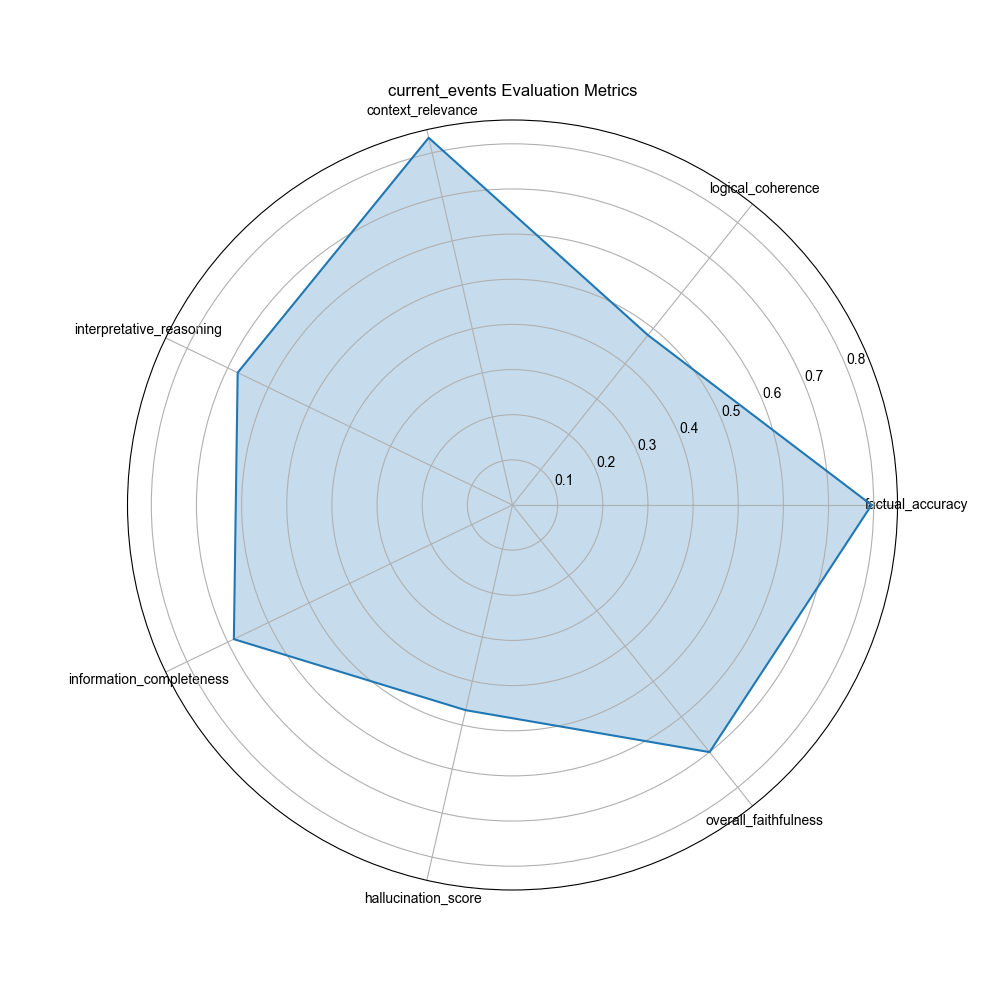 current_events Evaluation Metrics
context_relevance
logical_coherence
interpretative_reasoning
0.8
0.7
0.6
0.5
0.4
0.3
0.2
0.1
factual_accuracy
information_completeness
overall_faithfulness
hallucination_score